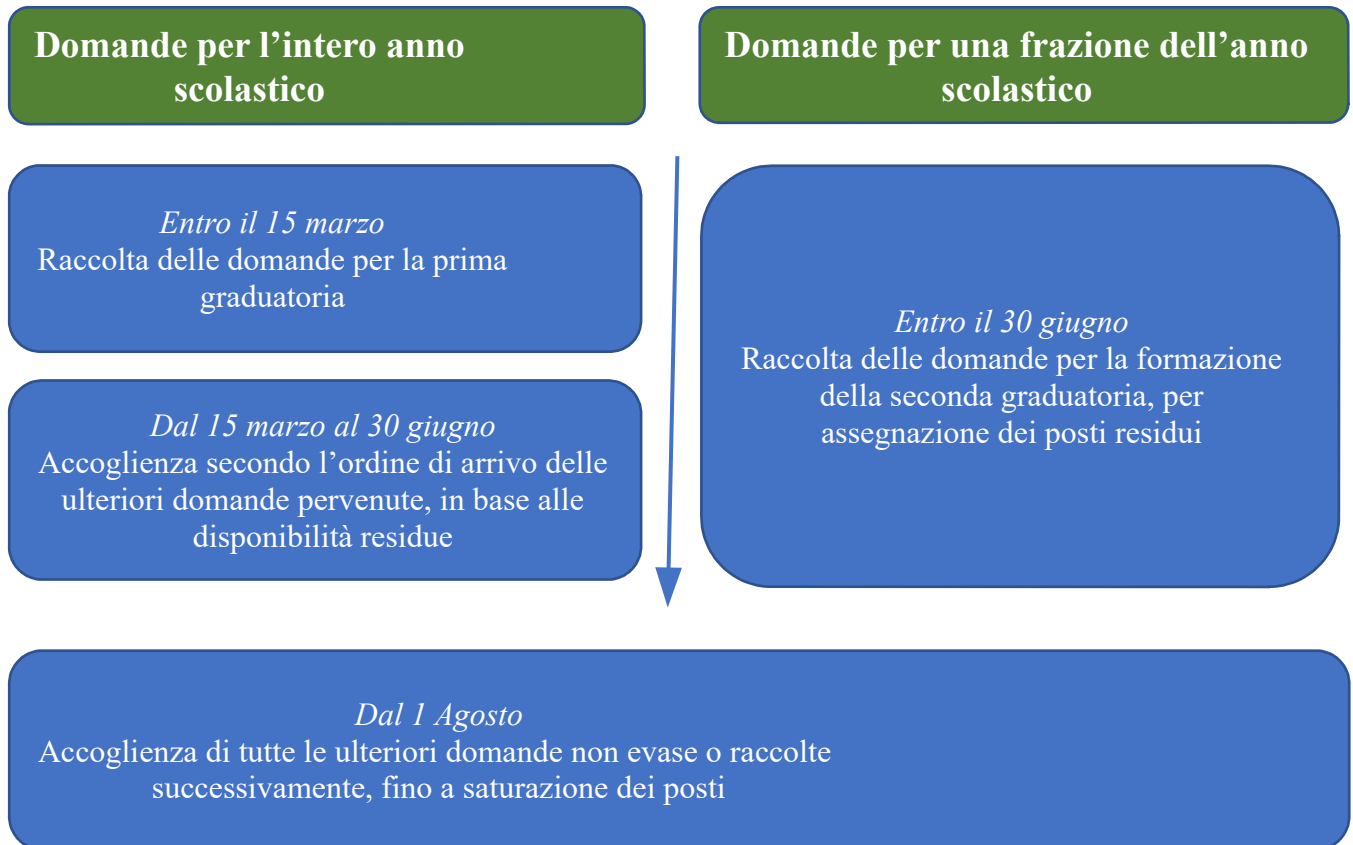 Domande per l’intero anno
scolastico
Domande per una frazione dell’anno
scolastico
Entro il 15 marzo
Raccolta delle domande per la prima
graduatoria
Dal 15 marzo al 30 giugno
Accoglienza secondo l’ordine di arrivo delle
ulteriori domande pervenute, in base alle
disponibilità residue
Entro il 30 giugno
Raccolta delle domande per la formazione
della seconda graduatoria, per
assegnazione dei posti residui
Dal 1 Agosto
Accoglienza di tutte le ulteriori domande non evase o raccolte
successivamente, fino a saturazione dei posti